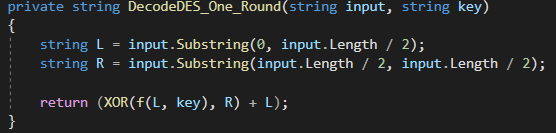 private string DecodeDES_One_Round(string input, string key)
{
string L = input.Substring(0, input.Length / 2);
string R = input.Substring(input.Length / 2, input.Length / 2);
return (XOR(f(L, key), R) + L);
}